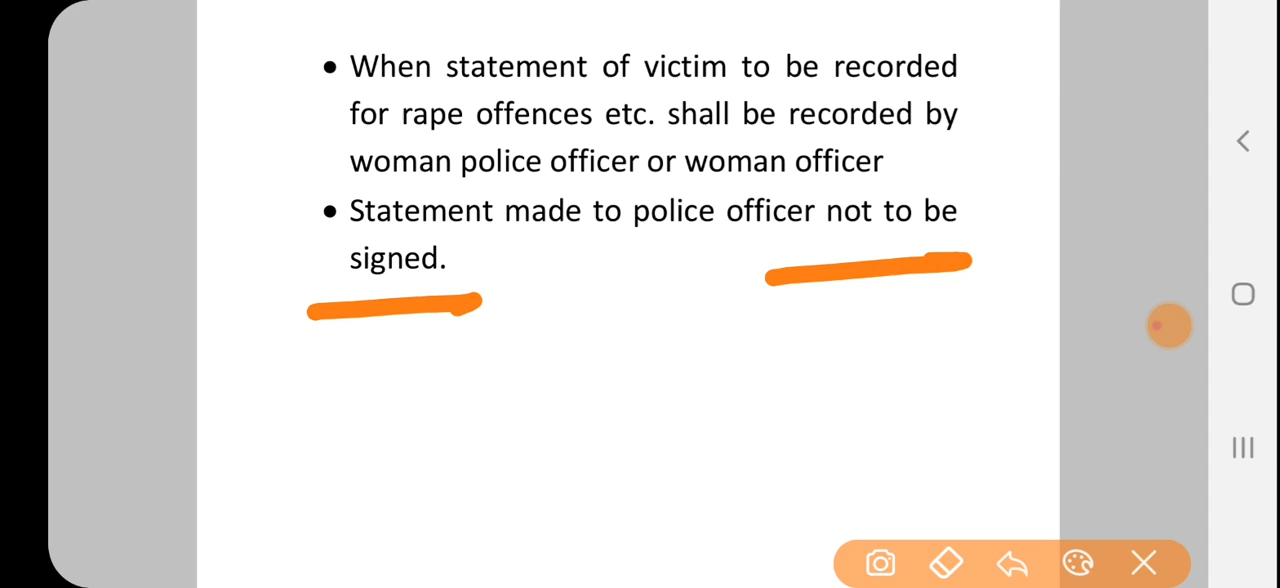 • When statement of victim to be recorded
for rape offences etc. shall be recorded by
woman police officer or woman officer
• Statement made to police officer not to be
signed.